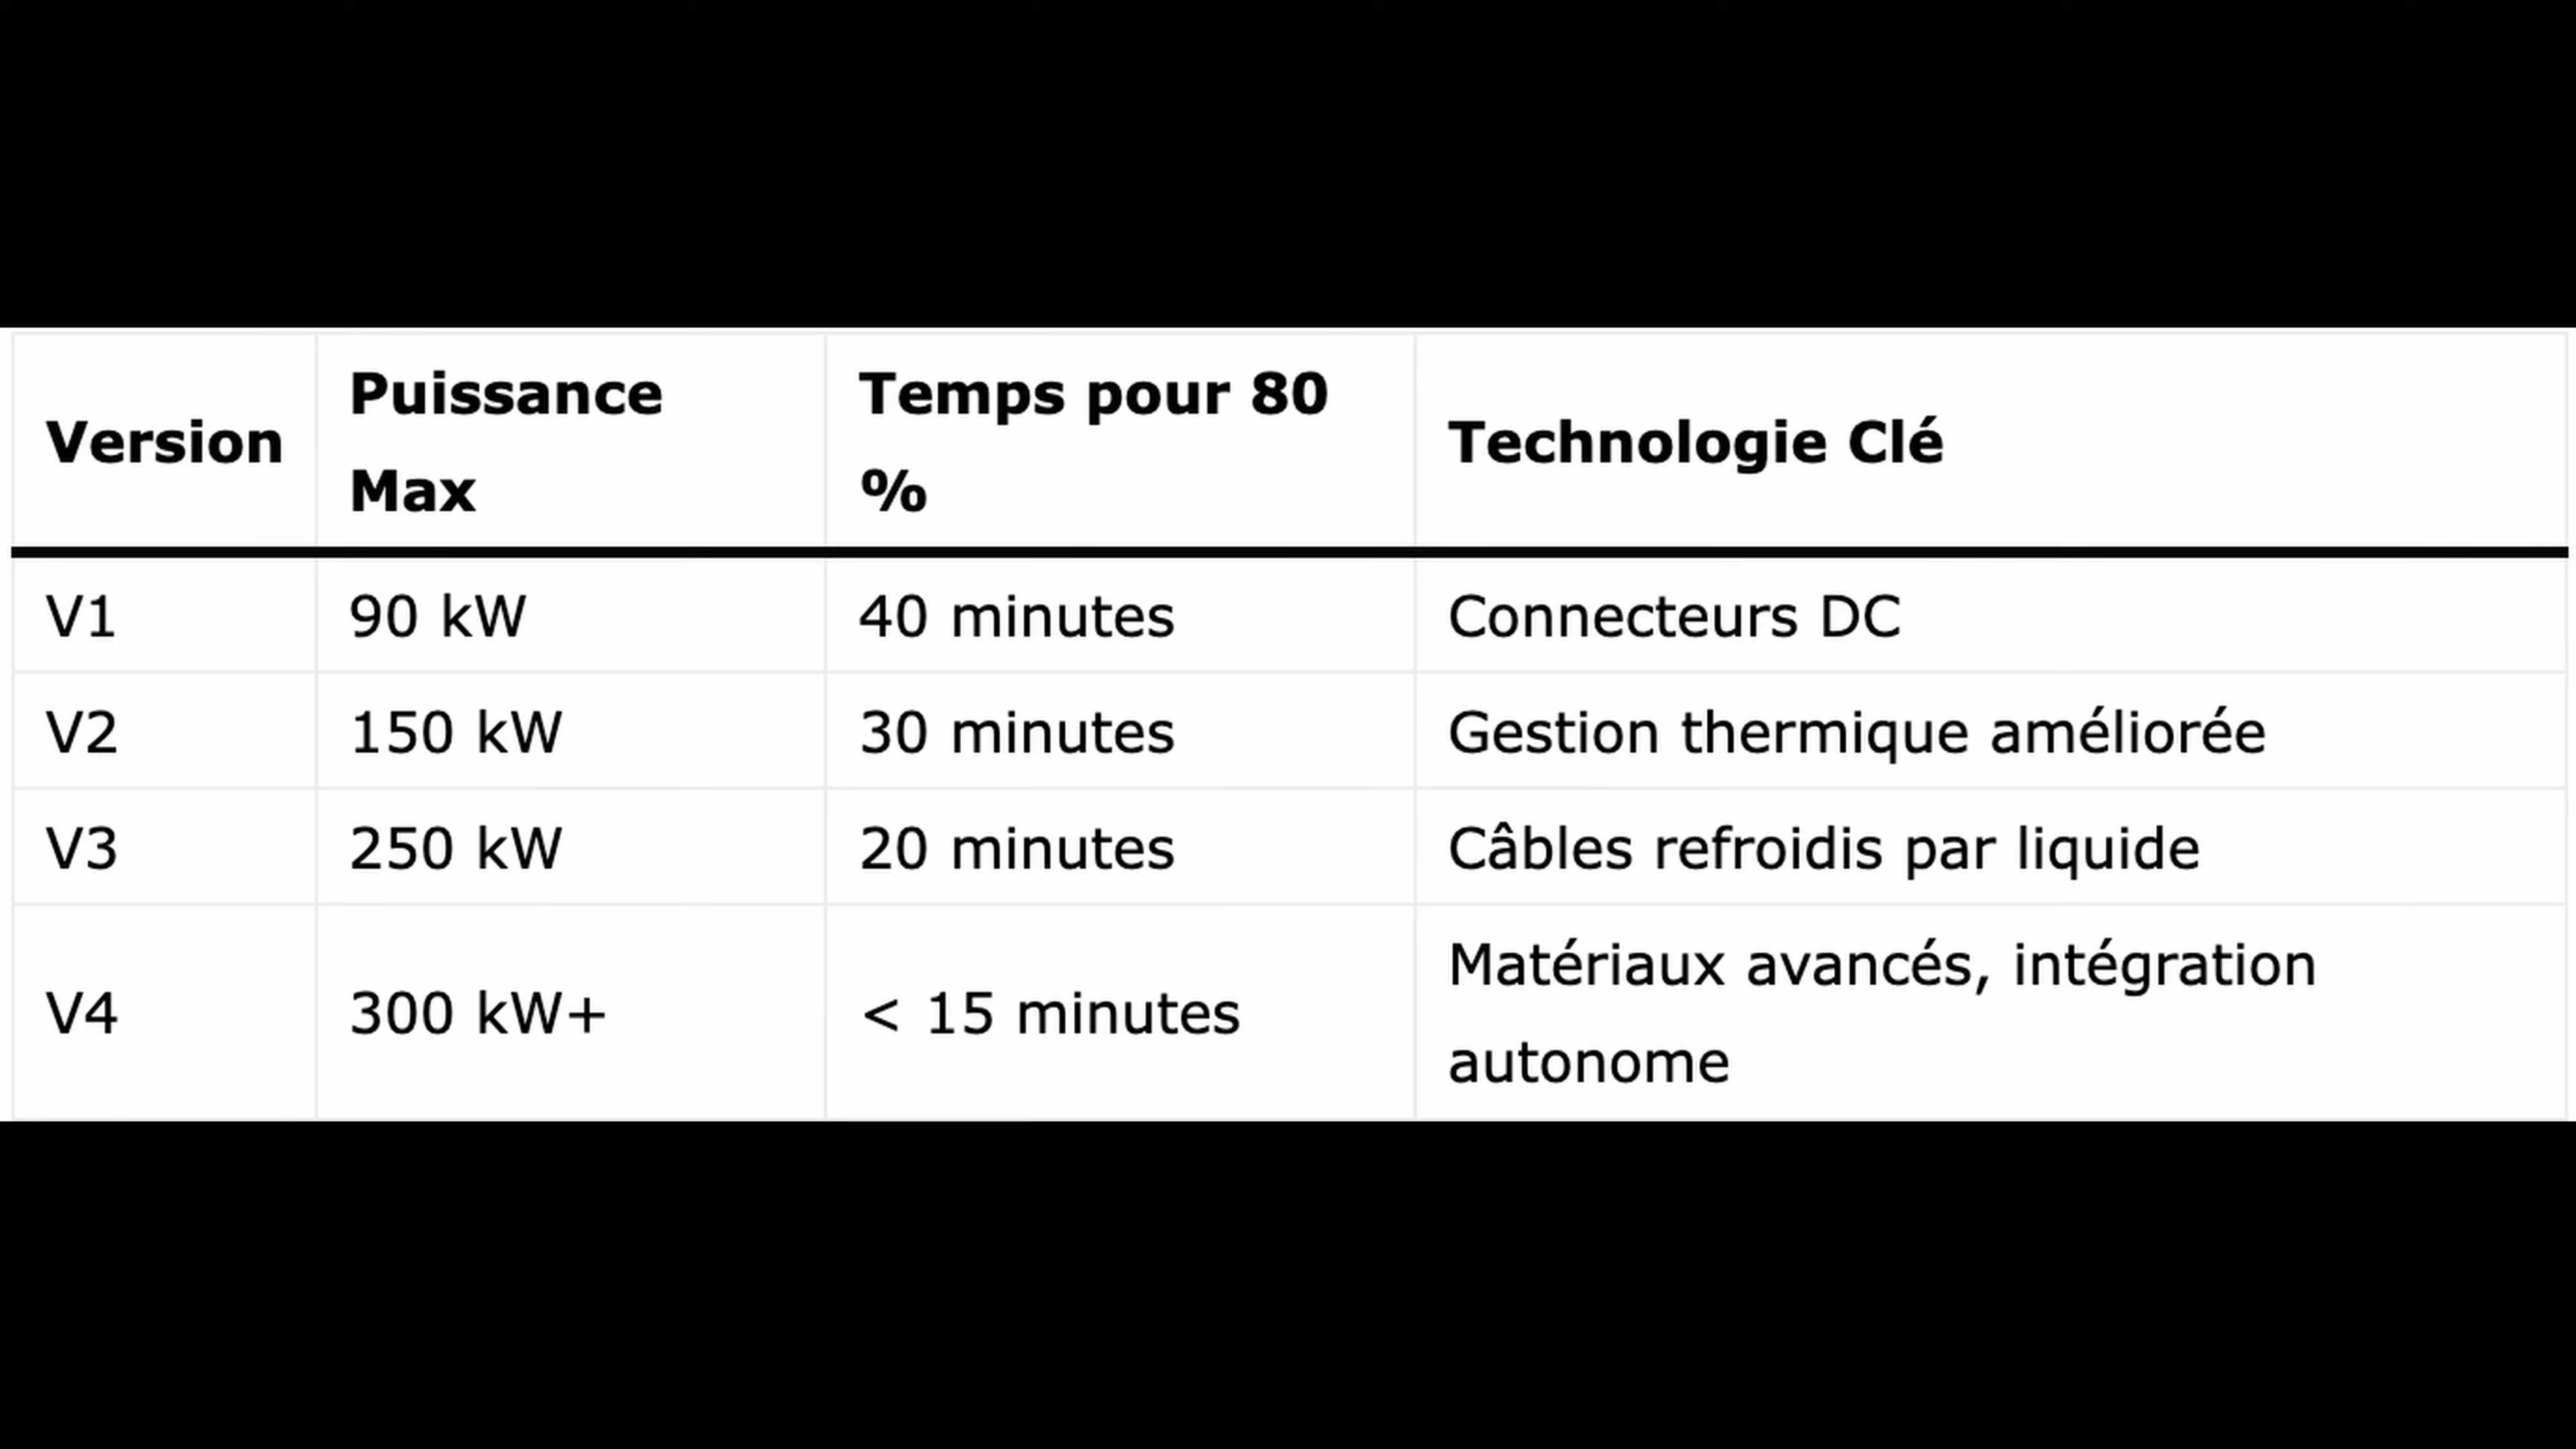 Version | Puissance Max | Temps pour 80 % | Technologie Clé
V1 | 90 kW | 40 minutes | Connecteurs DC
V2 | 150 kW | 30 minutes | Gestion thermique améliorée
V3 | 250 kW | 20 minutes | Câbles refroidis par liquide
V4 | 300 kW+ | < 15 minutes | Matériaux avancés, intégration autonome